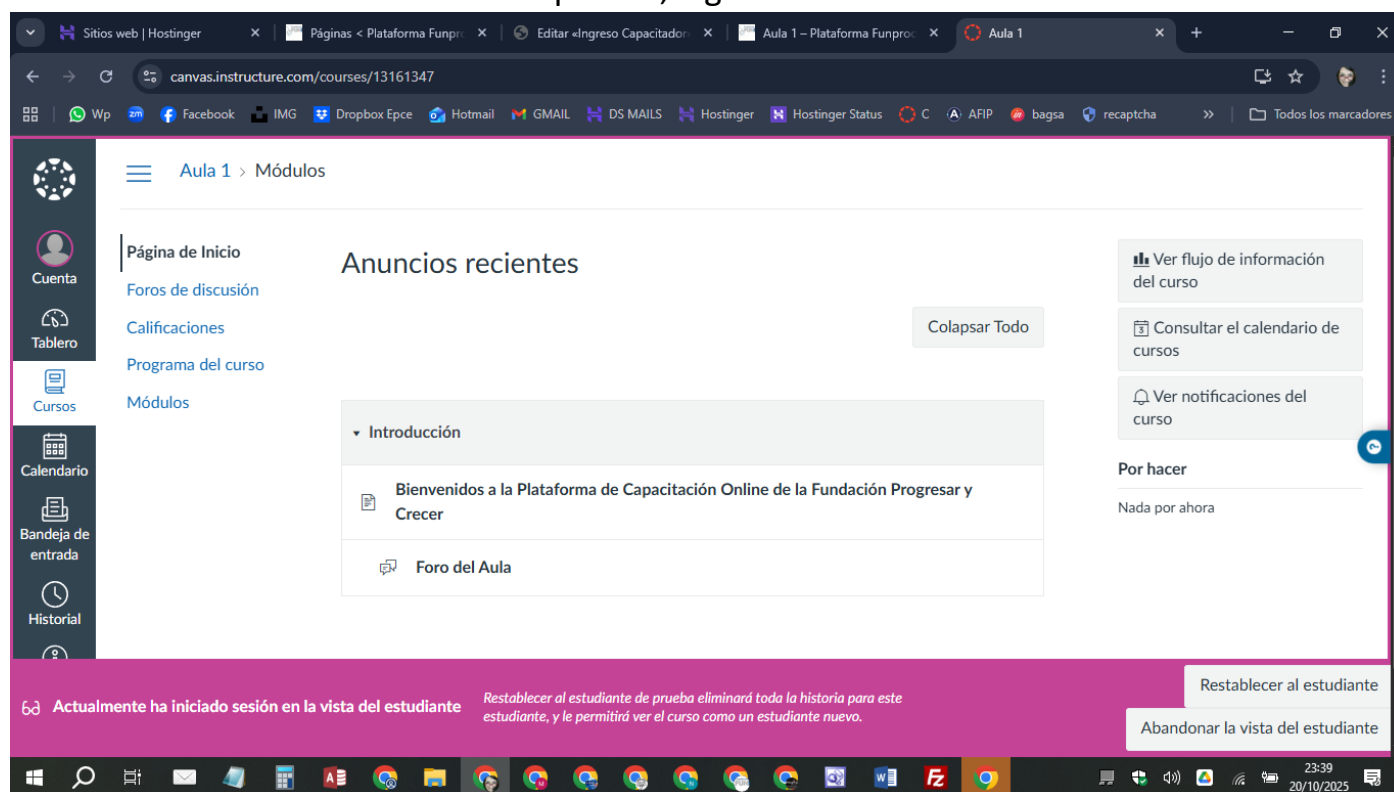 Sitios web | Hostinger
Páginas < Plataforma Funpro
Editar «Ingreso Capacitador
Aula 1 – Plataforma Funproc
Aula 1
canvas.instructure.com/courses/13161347
Wp
zm
Facebook
IMG
Dropbox Epce
Hotmail
GMAIL
DS MAILS
Hostinger
Hostinger Status
C
AFIP
bagsa
recaptcha
»
Todos los marcadores
Aula 1 > Módulos
Cuenta
Tablero
Cursos
Calendario
Bandeja de
entrada
Historial
Página de Inicio
Foros de discusión
Calificaciones
Programa del curso
Módulos
Anuncios recientes
Colapsar Todo
Introducción
Bienvenidos a la Plataforma de Capacitación Online de la Fundación Progresar y
Crecer
Foro del Aula
Ver flujo de información
del curso
Consultar el calendario de
cursos
Ver notificaciones del
curso
Por hacer
Nada por ahora
Actualmente ha iniciado sesión en la vista del estudiante
Restablecer al estudiante de prueba eliminará toda la historia para este
estudiante, y le permitirá ver el curso como un estudiante nuevo.
Restablecer al estudiante
Abandonar la vista del estudiante
23:39
20/10/2025